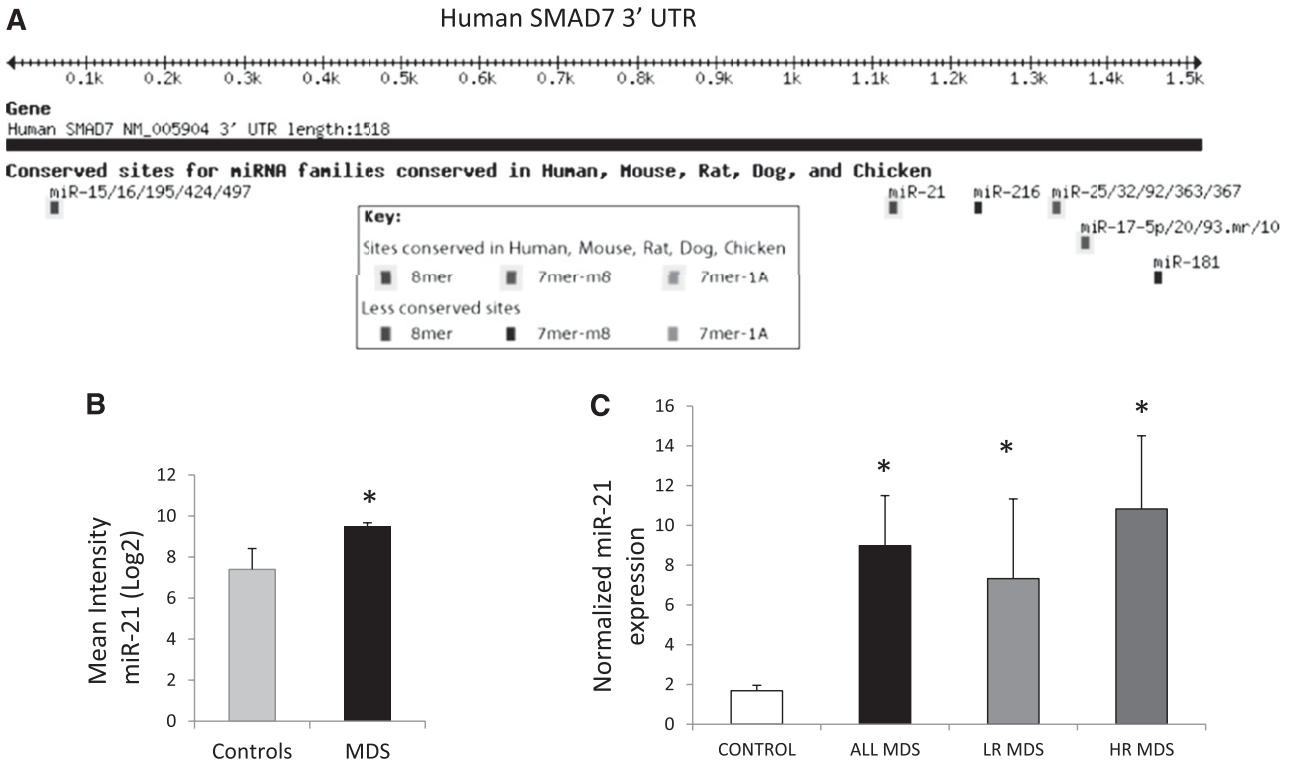 A
Human SMAD7 3’ UTR
0.1k 0.2k 0.3k 0.4k 0.5k 0.6k 0.7k 0.8k 0.9k 1k 1.1k 1.2k 1.3k 1.4k 1.5k
Gene
Human SMAD7 NM_005904 3’ UTR length:1518
Conserved sites for miRNA families conserved in Human, Mouse, Rat, Dog, and Chicken
miR-15/16/195/424/497
miR-21 miR-216 miR-25/32/92/363/367
miR-17-5p/20/93.mr/10
miR-181
Key:
Sites conserved in Human, Mouse, Rat, Dog, Chicken
8mer 7mer-m8 7mer-1A
Less conserved sites
8mer 7mer-m8 7mer-1A
B
Mean Intensity
miR-21 (Log2)
12
10
8
6
4
2
0
*
Controls MDS
C
Normalized miR-21
expression
16
14
12
10
8
6
4
2
0
* * *
CONTROL ALL MDS LR MDS HR MDS